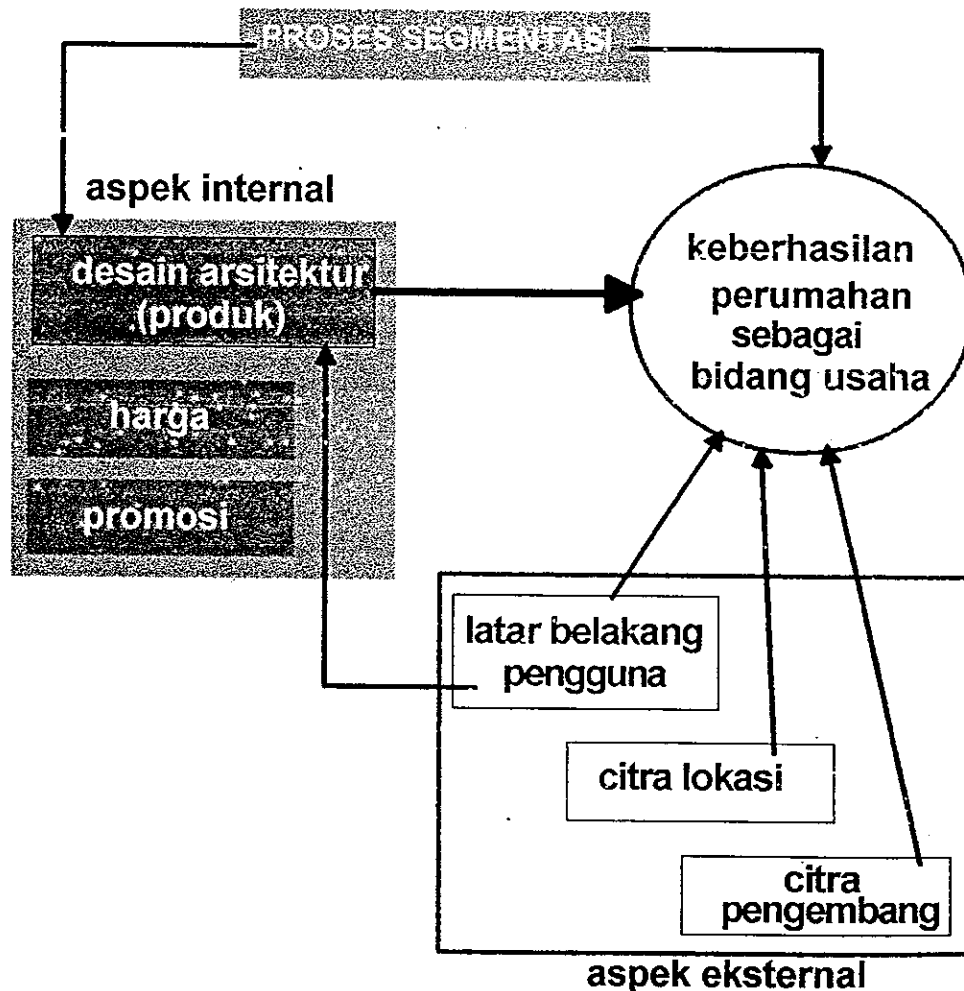 PROSES SEGMENTASI
aspek internal
desain arsitektur
(produk)
harga
promosi
keberhasilan
perumahan
sebagai
bidang usaha
latar belakang
pengguna
citra lokasi
citra
pengembang
aspek eksternal